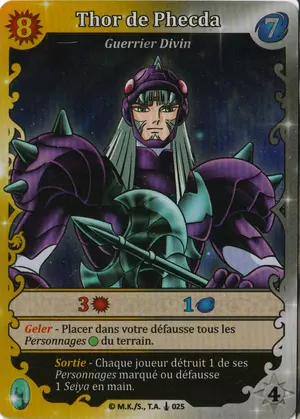 8
Thor de Phecda
7
Guerrier Divin
3 1
Geler - Placer dans votre défausse tous les
Personnages du terrain.
Sortie - Chaque joueur détruit 1 de ses
Personnages marqué ou défausse
1 Seiya en main.
4
© M.K./S., T.A. 025